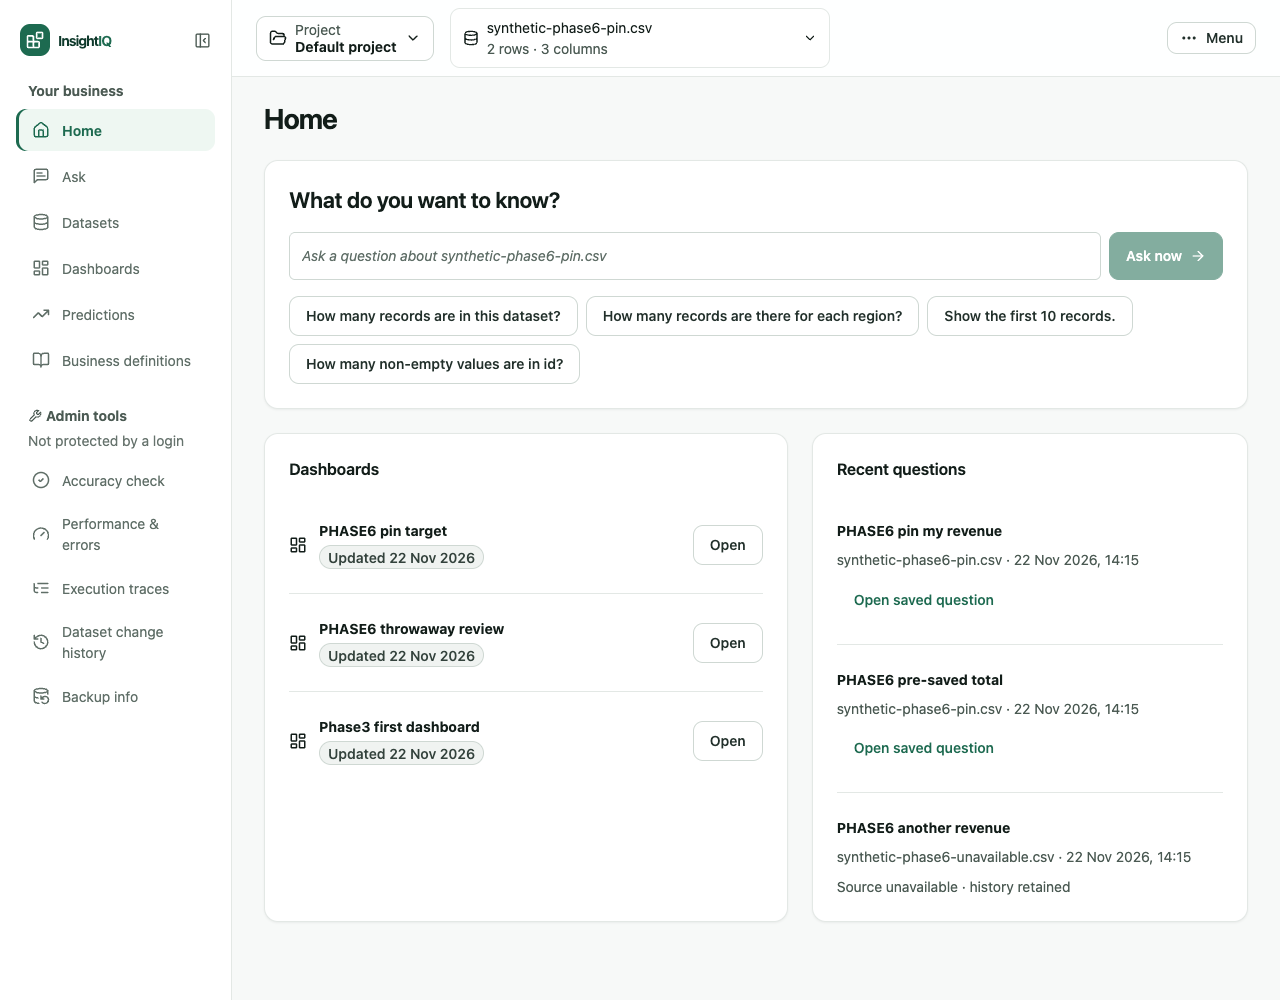 InsightIQ
Your business
Home
Ask
Datasets
Dashboards
Predictions
Business definitions
Admin tools
Not protected by a login
Accuracy check
Performance &
errors
Execution traces
Dataset change
history
Backup info
Project
Default project
synthetic-phase6-pin.csv
2 rows · 3 columns
Menu
Home
What do you want to know?
Ask a question about synthetic-phase6-pin.csv
Ask now
How many records are in this dataset?
How many records are there for each region?
Show the first 10 records.
How many non-empty values are in id?
Dashboards
PHASE6 pin target
Updated 22 Nov 2026
Open
PHASE6 throwaway review
Updated 22 Nov 2026
Open
Phase3 first dashboard
Updated 22 Nov 2026
Open
Recent questions
PHASE6 pin my revenue
synthetic-phase6-pin.csv · 22 Nov 2026, 14:15
Open saved question
PHASE6 pre-saved total
synthetic-phase6-pin.csv · 22 Nov 2026, 14:15
Open saved question
PHASE6 another revenue
synthetic-phase6-unavailable.csv · 22 Nov 2026, 14:15
Source unavailable · history retained